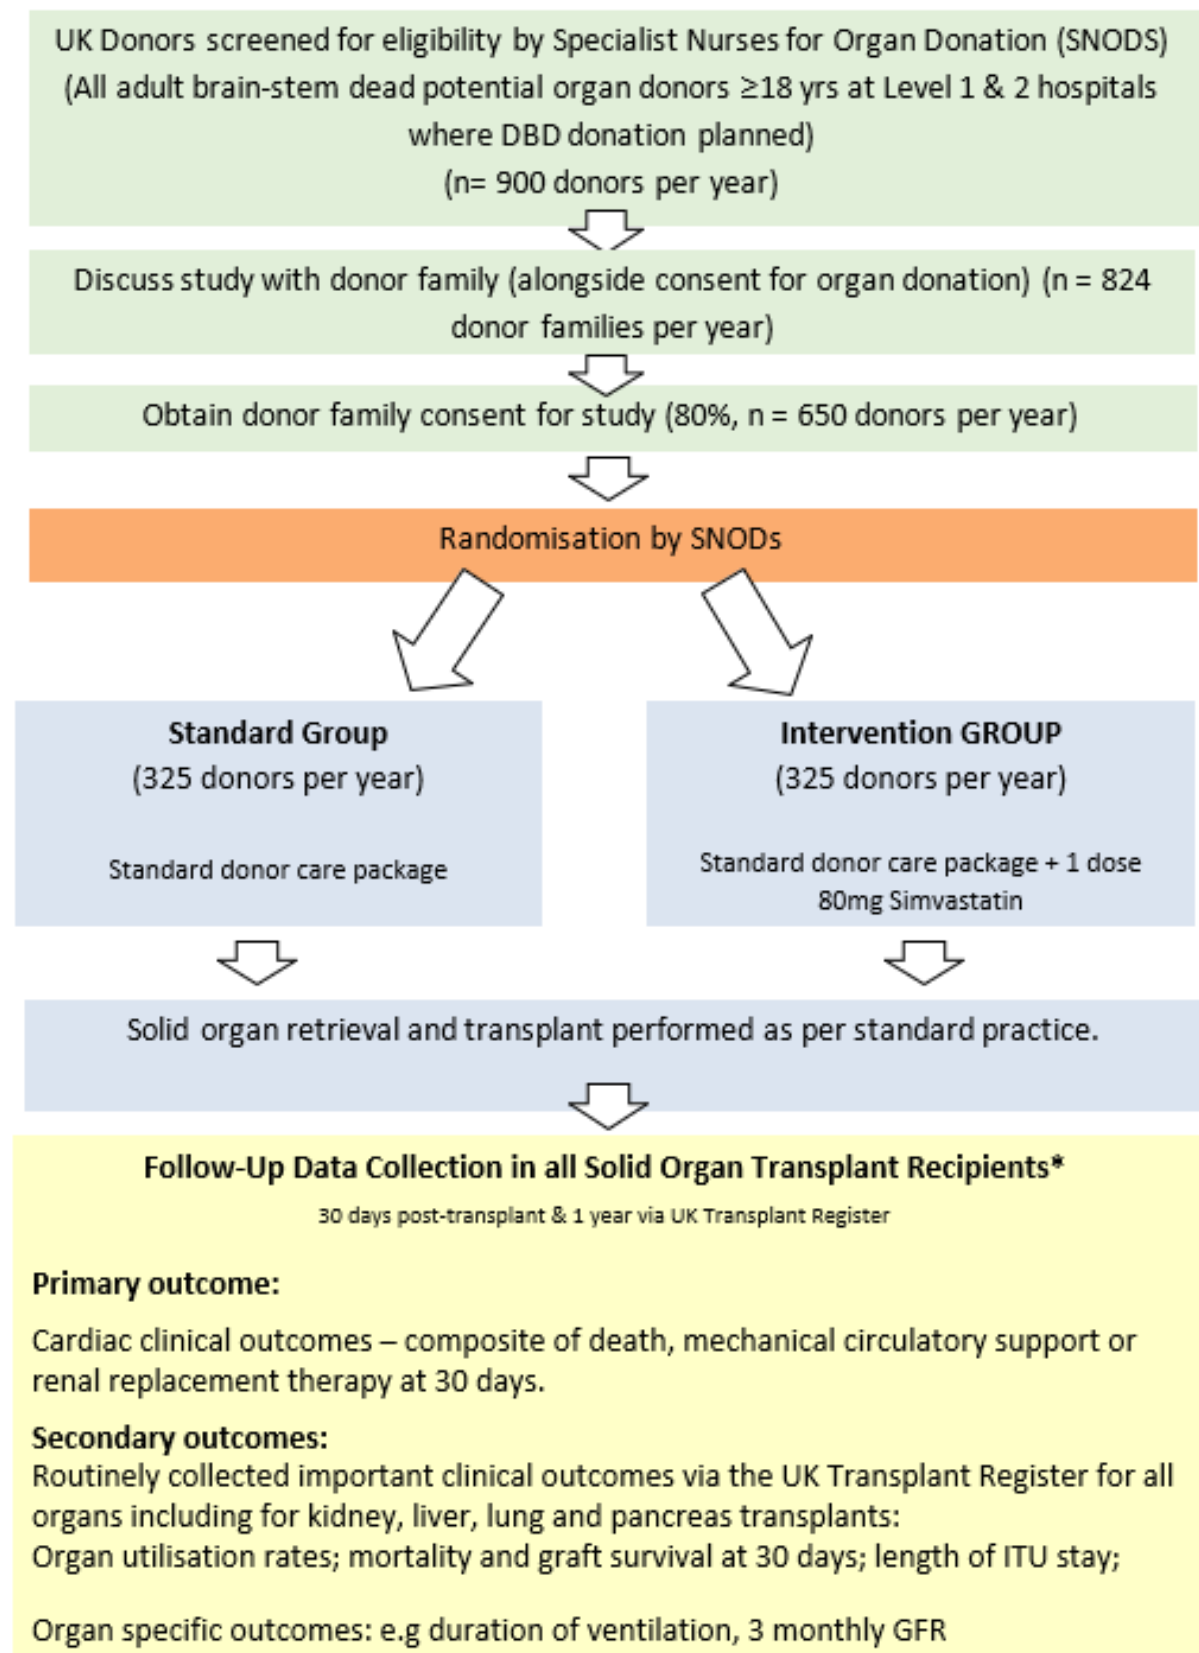 UK Donors screened for eligibility by Specialist Nurses for Organ Donation (SNODS)
(All adult brain-stem dead potential organ donors ≥18 yrs at Level 1 & 2 hospitals
where DBD donation planned)
(n= 900 donors per year)
Discuss study with donor family (alongside consent for organ donation) (n = 824
donor families per year)
Obtain donor family consent for study (80%, n = 650 donors per year)
Randomisation by SNODs
Standard Group
(325 donors per year)
Standard donor care package
Intervention GROUP
(325 donors per year)
Standard donor care package + 1 dose
80mg Simvastatin
Solid organ retrieval and transplant performed as per standard practice.
Follow-Up Data Collection in all Solid Organ Transplant Recipients*
30 days post-transplant & 1 year via UK Transplant Register
Primary outcome:
Cardiac clinical outcomes – composite of death, mechanical circulatory support or
renal replacement therapy at 30 days.
Secondary outcomes:
Routinely collected important clinical outcomes via the UK Transplant Register for all
organs including for kidney, liver, lung and pancreas transplants:
Organ utilisation rates; mortality and graft survival at 30 days; length of ITU stay;
Organ specific outcomes: e.g duration of ventilation, 3 monthly GFR